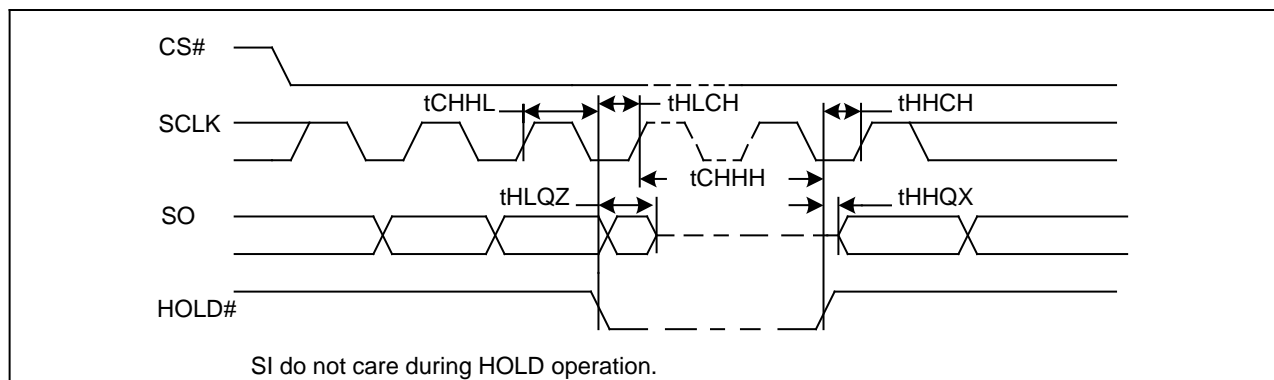 CS#
tCHHL
tHLCH
tHHCH
SCLK
tCHHH
tHLQZ
tHHQX
SO
HOLD#
SI do not care during HOLD operation.